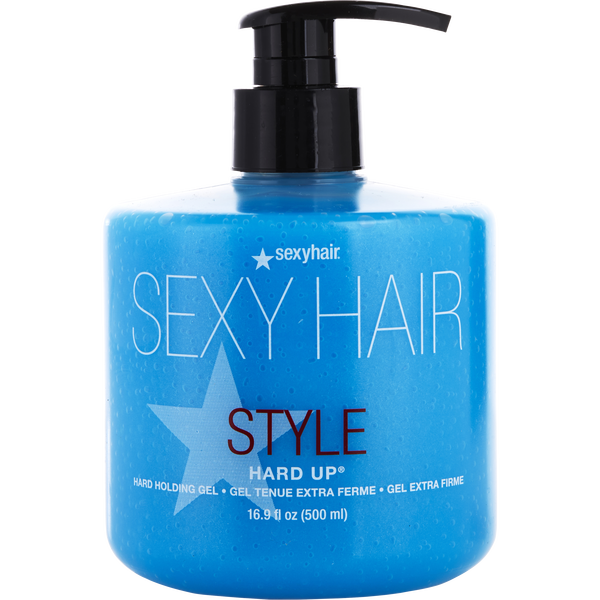 sexyhair.
SEXY HAIR
STYLE
HARD UP®
HARD HOLDING GEL • GEL TENUE EXTRA FERME • GEL EXTRA FIRME
16.9 fl oz (500 ml)